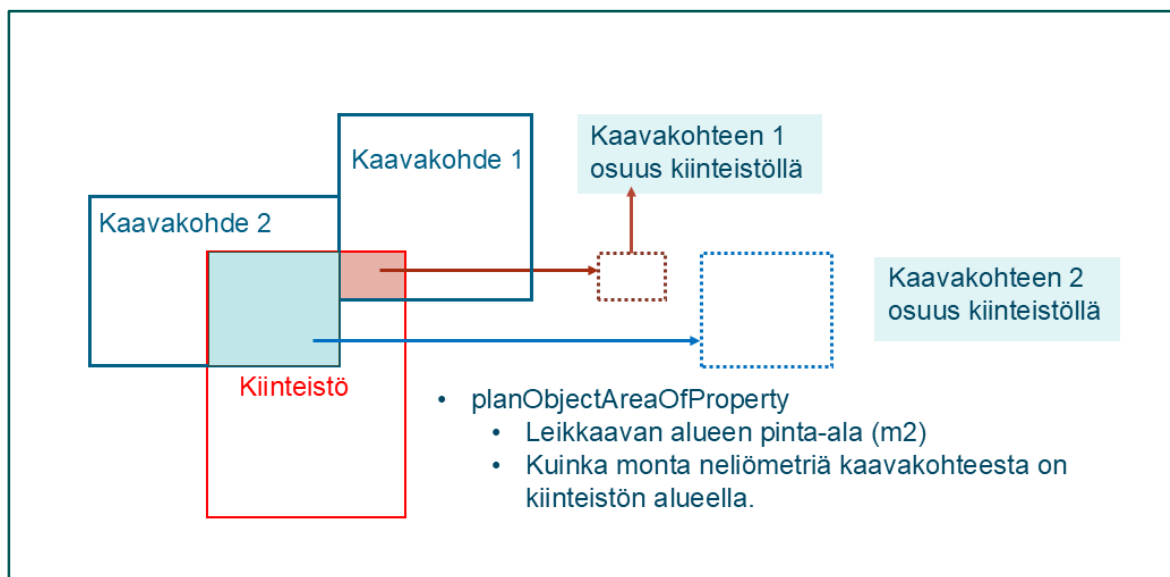 Kaavakohde 1
Kaavakohteen 1
osuus kiinteistöllä
Kaavakohde 2
Kaavakohteen 2
osuus kiinteistöllä
Kiinteistö
• planObjectAreaOfProperty
• Leikkaavan alueen pinta-ala (m2)
• Kuinka monta neliömetriä kaavakohteesta on
kiinteistön alueella.